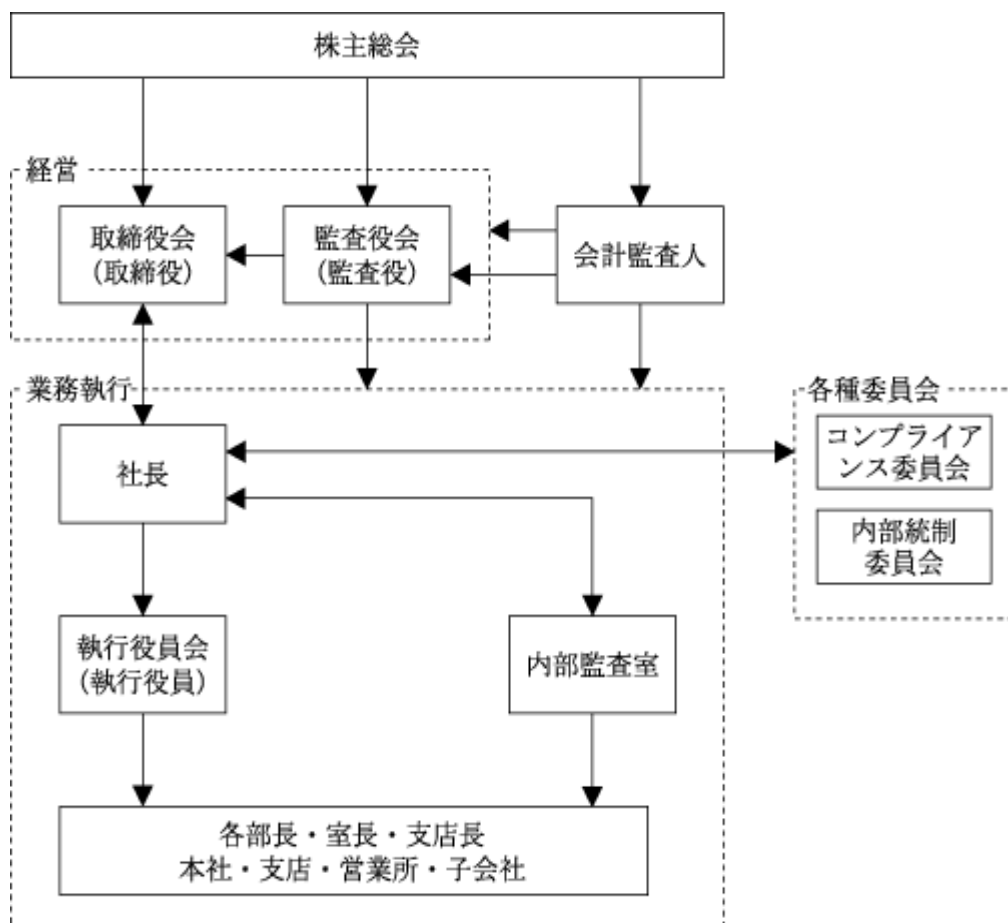 株主総会
経営
取締役会
(取締役)
監査役会
(監査役)
会計監査人
業務執行
各種委員会
社長
コンプライア
ンス委員会
内部統制
委員会
執行役員会
(執行役員)
内部監査室
各部長・室長・支店長
本社・支店・営業所・子会社